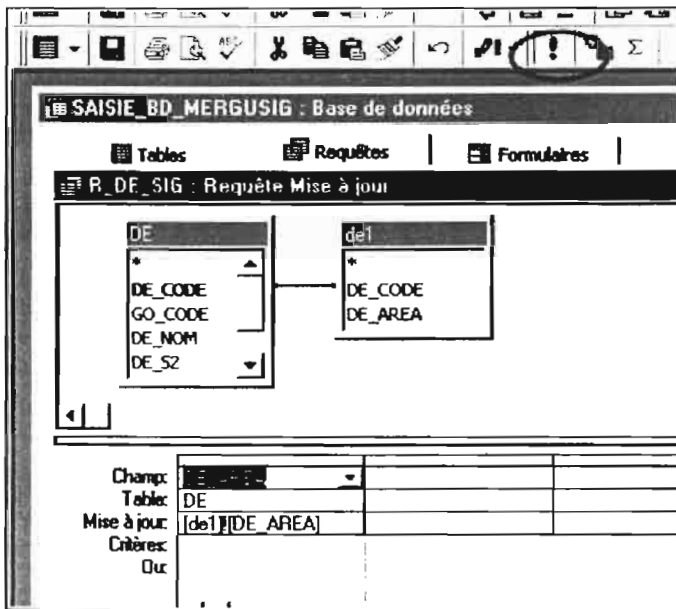 SAISIE_BD_MERGUSIG : Base de données
Tables Requêtes Formulaires
R_DE_SIG : Requête Mise à jour
DE
*
DE_CODE
GO_CODE
DE_NOM
DE_S2
de1
*
DE_CODE
DE_AREA
Champ:
Table: DE
Mise à jour: [de1]![DE_AREA]
Critères:
Ou: